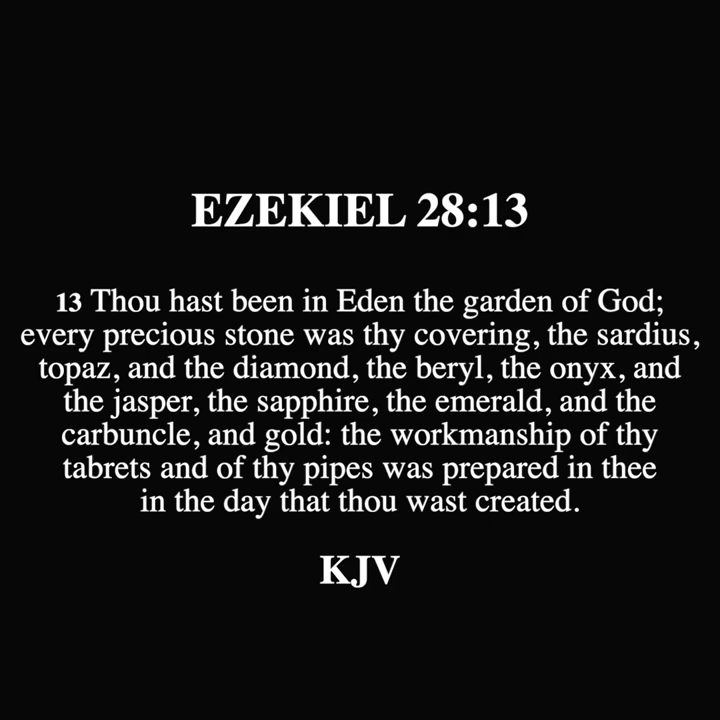 EZEKIEL 28:13
13 Thou hast been in Eden the garden of God;
every precious stone was thy covering, the sardius,
topaz, and the diamond, the beryl, the onyx, and
the jasper, the sapphire, the emerald, and the
carbuncle, and gold: the workmanship of thy
tabrets and of thy pipes was prepared in thee
in the day that thou wast created.
KJV